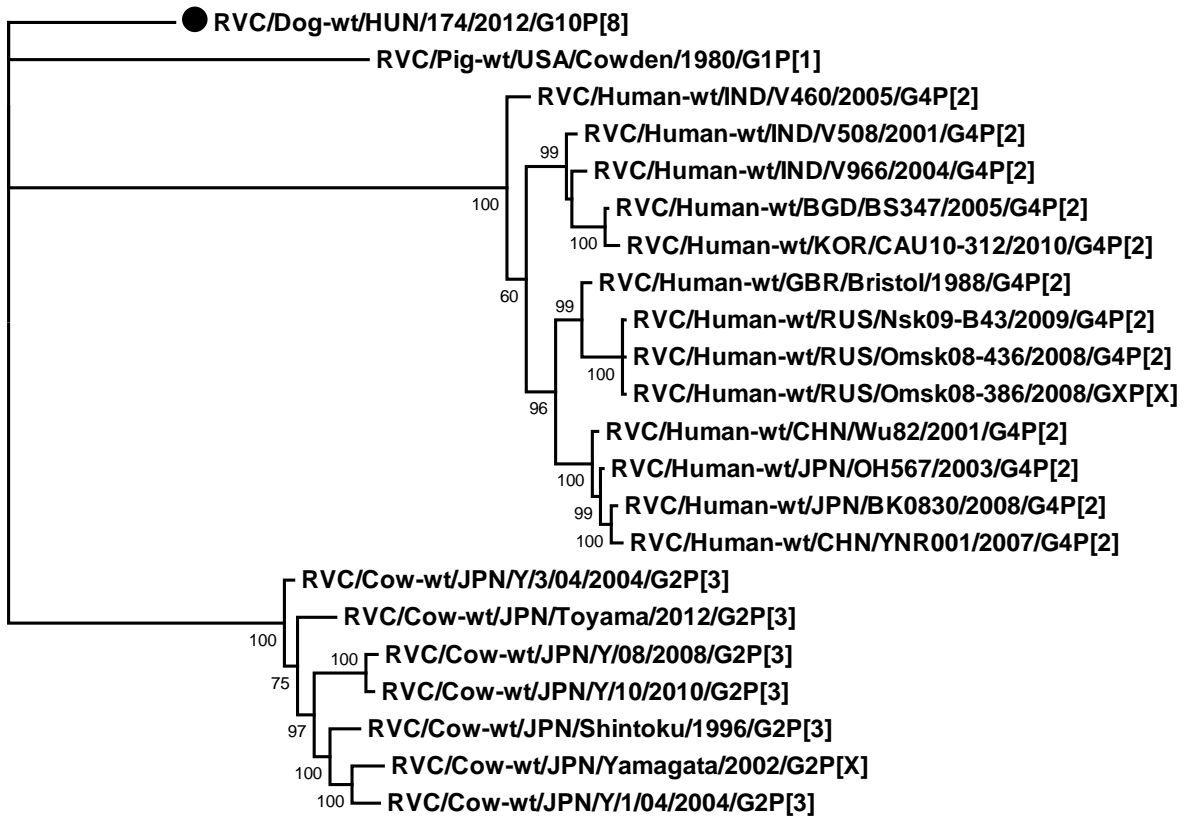 RVC/Dog-wt/HUN/174/2012/G10P[8]
RVC/Pig-wt/USA/Cowden/1980/G1P[1]
RVC/Human-wt/IND/V460/2005/G4P[2]
RVC/Human-wt/IND/V508/2001/G4P[2]
99
RVC/Human-wt/IND/V966/2004/G4P[2]
100
RVC/Human-wt/BGD/BS347/2005/G4P[2]
100
RVC/Human-wt/KOR/CAU10-312/2010/G4P[2]
RVC/Human-wt/GBR/Bristol/1988/G4P[2]
60
99
RVC/Human-wt/RUS/Nsk09-B43/2009/G4P[2]
RVC/Human-wt/RUS/Omsk08-436/2008/G4P[2]
100
RVC/Human-wt/RUS/Omsk08-386/2008/GXP[X]
96
RVC/Human-wt/CHN/Wu82/2001/G4P[2]
RVC/Human-wt/JPN/OH567/2003/G4P[2]
100
RVC/Human-wt/JPN/BK0830/2008/G4P[2]
99
RVC/Human-wt/CHN/YNR001/2007/G4P[2]
100
RVC/Cow-wt/JPN/Y/3/04/2004/G2P[3]
RVC/Cow-wt/JPN/Toyama/2012/G2P[3]
100
RVC/Cow-wt/JPN/Y/08/2008/G2P[3]
100
75
RVC/Cow-wt/JPN/Y/10/2010/G2P[3]
97
RVC/Cow-wt/JPN/Shintoku/1996/G2P[3]
RVC/Cow-wt/JPN/Yamagata/2002/G2P[X]
100
RVC/Cow-wt/JPN/Y/1/04/2004/G2P[3]
100